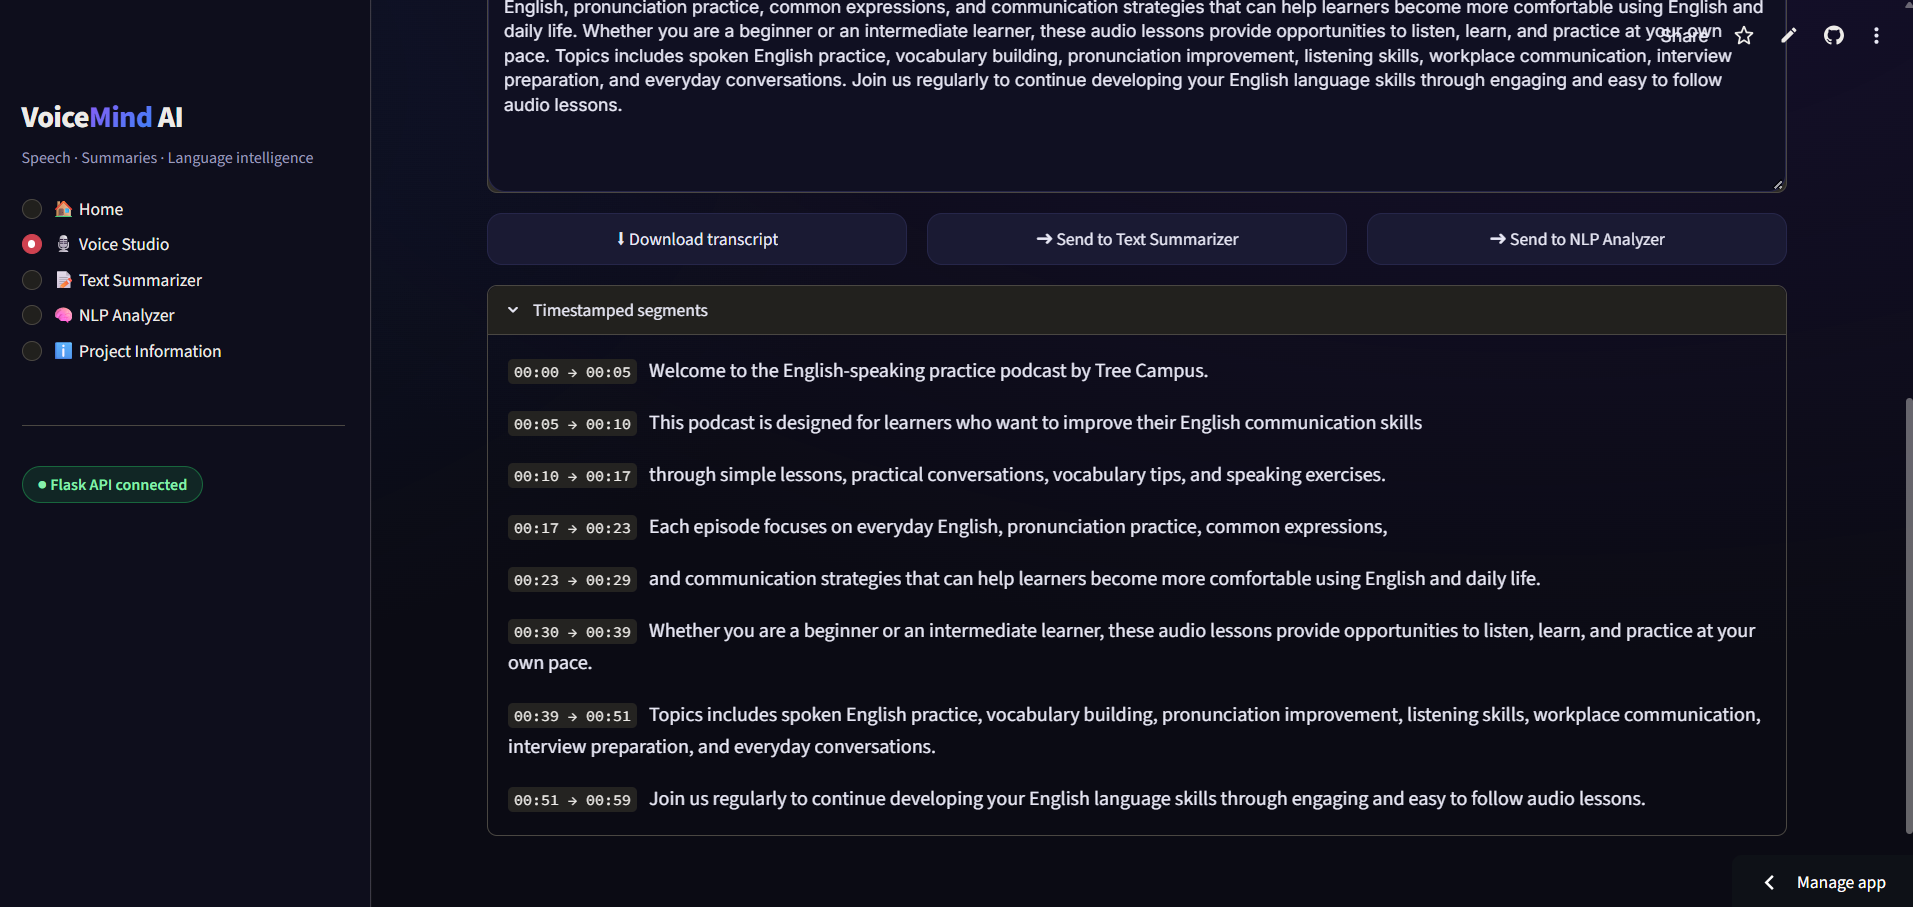 English, pronunciation practice, common expressions, and communication strategies that can help learners become more comfortable using English and
daily life. Whether you are a beginner or an intermediate learner, these audio lessons provide opportunities to listen, learn, and practice at your own
Share
pace. Topics includes spoken English practice, vocabulary building, pronunciation improvement, listening skills, workplace communication, interview
preparation, and everyday conversations. Join us regularly to continue developing your English language skills through engaging and easy to follow
audio lessons.
VoiceMind AI
Speech · Summaries · Language intelligence
Home
Voice Studio
Text Summarizer
NLP Analyzer
Project Information
Flask API connected
⬇ Download transcript
→ Send to Text Summarizer
→ Send to NLP Analyzer
Timestamped segments
00:00 → 00:05 Welcome to the English-speaking practice podcast by Tree Campus.
00:05 → 00:10 This podcast is designed for learners who want to improve their English communication skills
00:10 → 00:17 through simple lessons, practical conversations, vocabulary tips, and speaking exercises.
00:17 → 00:23 Each episode focuses on everyday English, pronunciation practice, common expressions,
00:23 → 00:29 and communication strategies that can help learners become more comfortable using English and daily life.
00:30 → 00:39 Whether you are a beginner or an intermediate learner, these audio lessons provide opportunities to listen, learn, and practice at your
own pace.
00:39 → 00:51 Topics includes spoken English practice, vocabulary building, pronunciation improvement, listening skills, workplace communication,
interview preparation, and everyday conversations.
00:51 → 00:59 Join us regularly to continue developing your English language skills through engaging and easy to follow audio lessons.
Manage app